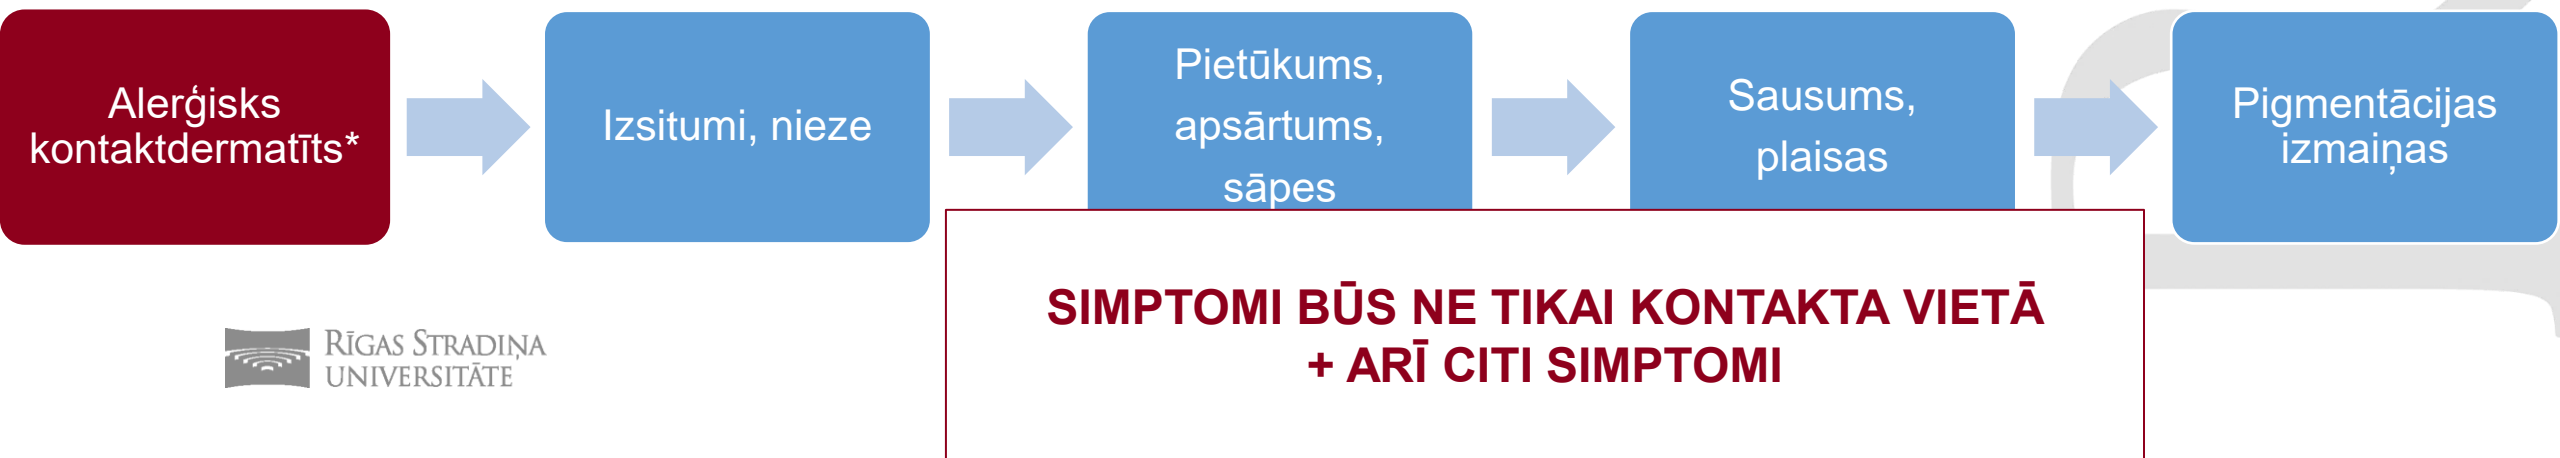 Alerģisks
kontaktdermatīts*
Izsitumi, nieze
Pietūkums,
apsārtums,
sāpes
Sausums,
plaisas
Pigmentācijas
izmaiņas
SIMPTOMI BŪS NE TIKAI KONTAKTA VIETĀ
+ ARĪ CITI SIMPTOMI
RĪGAS STRADIŅA
UNIVERSITĀTE